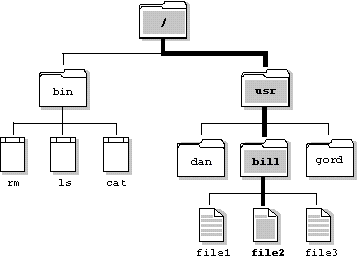 /
bin
usr
dan
bill
gord
rm
ls
cat
file1
file2
file3